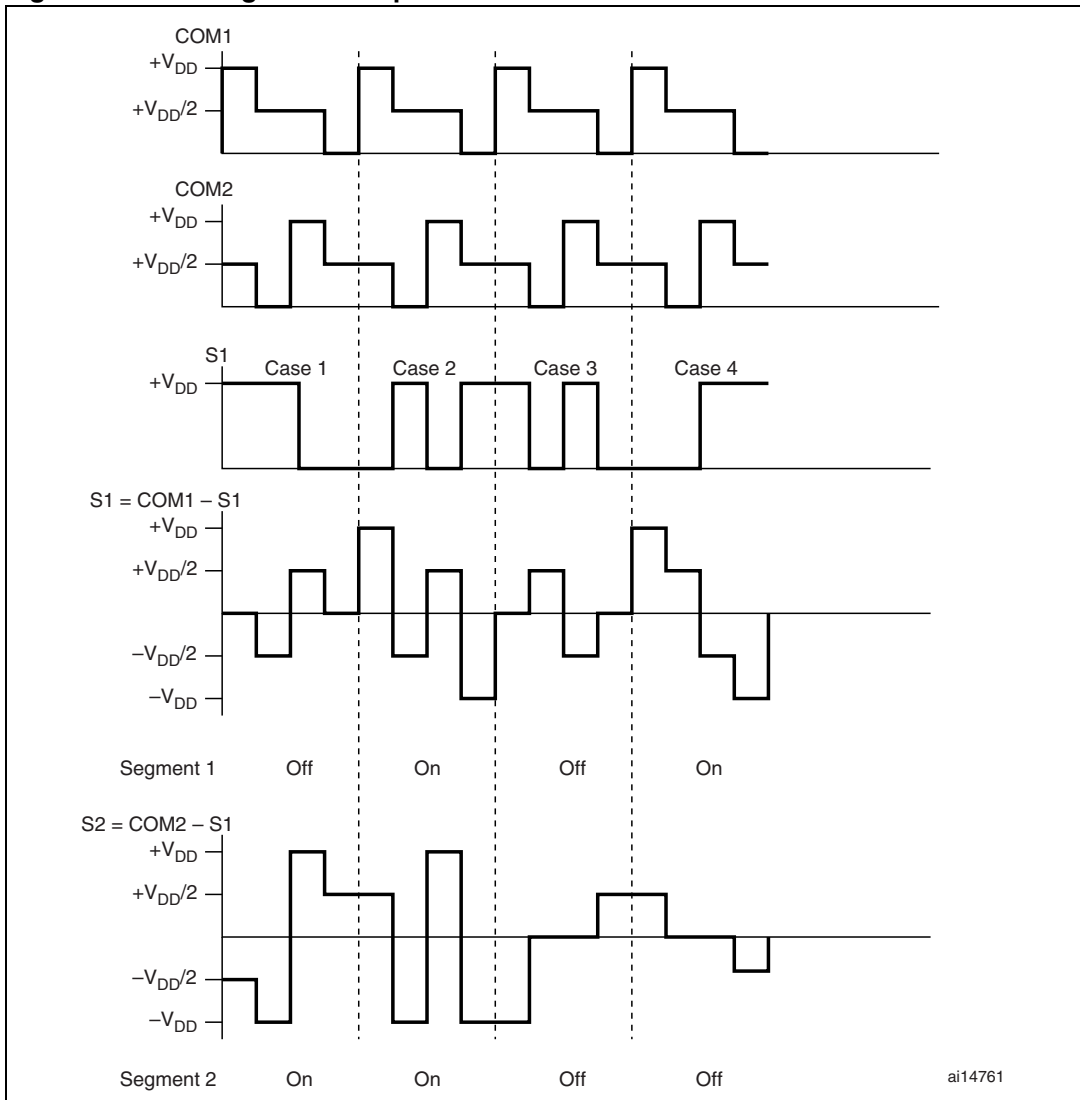 COM1
+VDD
+VDD/2
COM2
+VDD
+VDD/2
S1
Case 1 Case 2 Case 3 Case 4
+VDD
S1 = COM1 – S1
+VDD
+VDD/2
–VDD/2
–VDD
Segment 1 Off On Off On
S2 = COM2 – S1
+VDD
+VDD/2
–VDD/2
–VDD
Segment 2 On On Off Off
ai14761